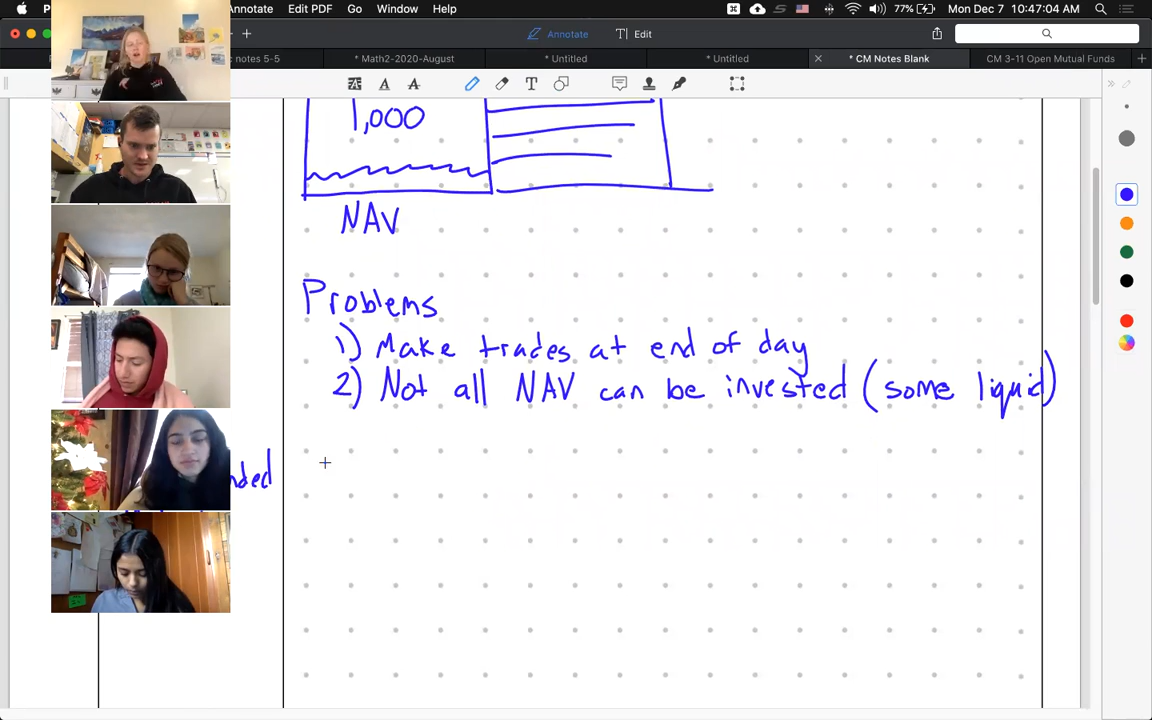 Annotate Edit PDF Go Window Help 77% Mon Dec 7 10:47:04 AM
Annotate Edit
notes 5-5 * Math2-2020-August * Untitled * Untitled * CM Notes Blank CM 3-11 Open Mutual Funds
1,000
NAV
Problems
1) Make trades at end of day
2) Not all NAV can be invested (some liquid)